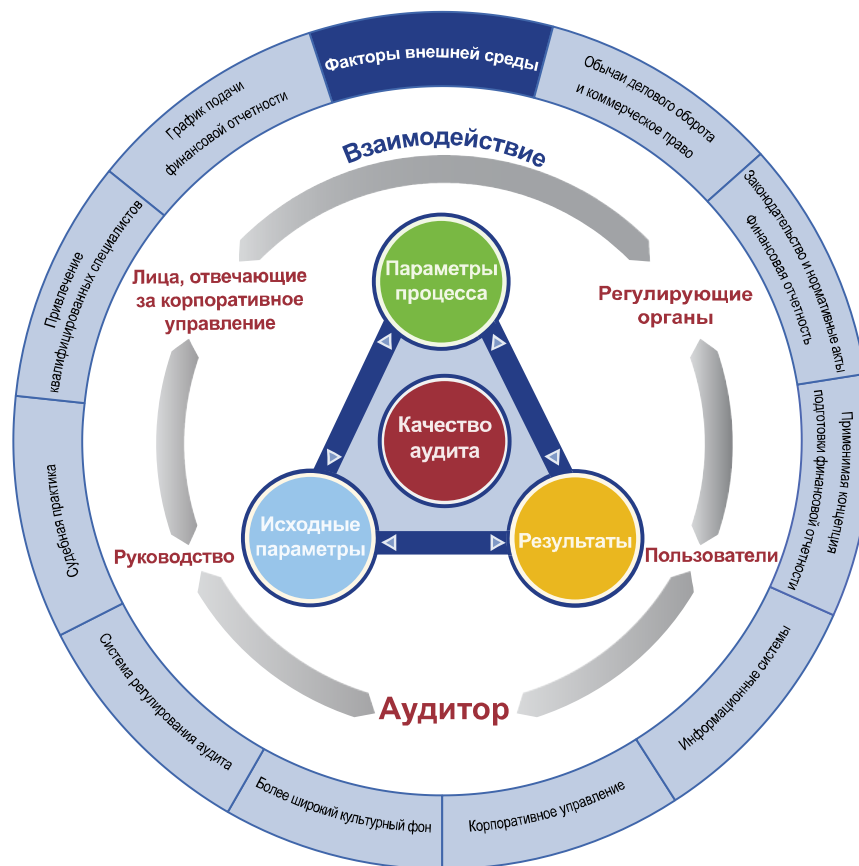 Факторы внешней среды
Обычаи делового оборота
и коммерческое право
Законодательство и нормативные акты
Финансовая отчетность
Применимая концепция
подготовки финансовой отчетности
Информационные системы
Корпоративное управление
Более широкий культурный фон
Система регулирования аудита
Судебная практика
Привлечение
квалифицированных специалистов
График подачи
финансовой отчетности
Взаимодействие
Лица, отвечающие
за корпоративное
управление
Регулирующие
органы
Руководство
Пользователи
Аудитор
Параметры
процесса
Качество
аудита
Исходные
параметры
Результаты